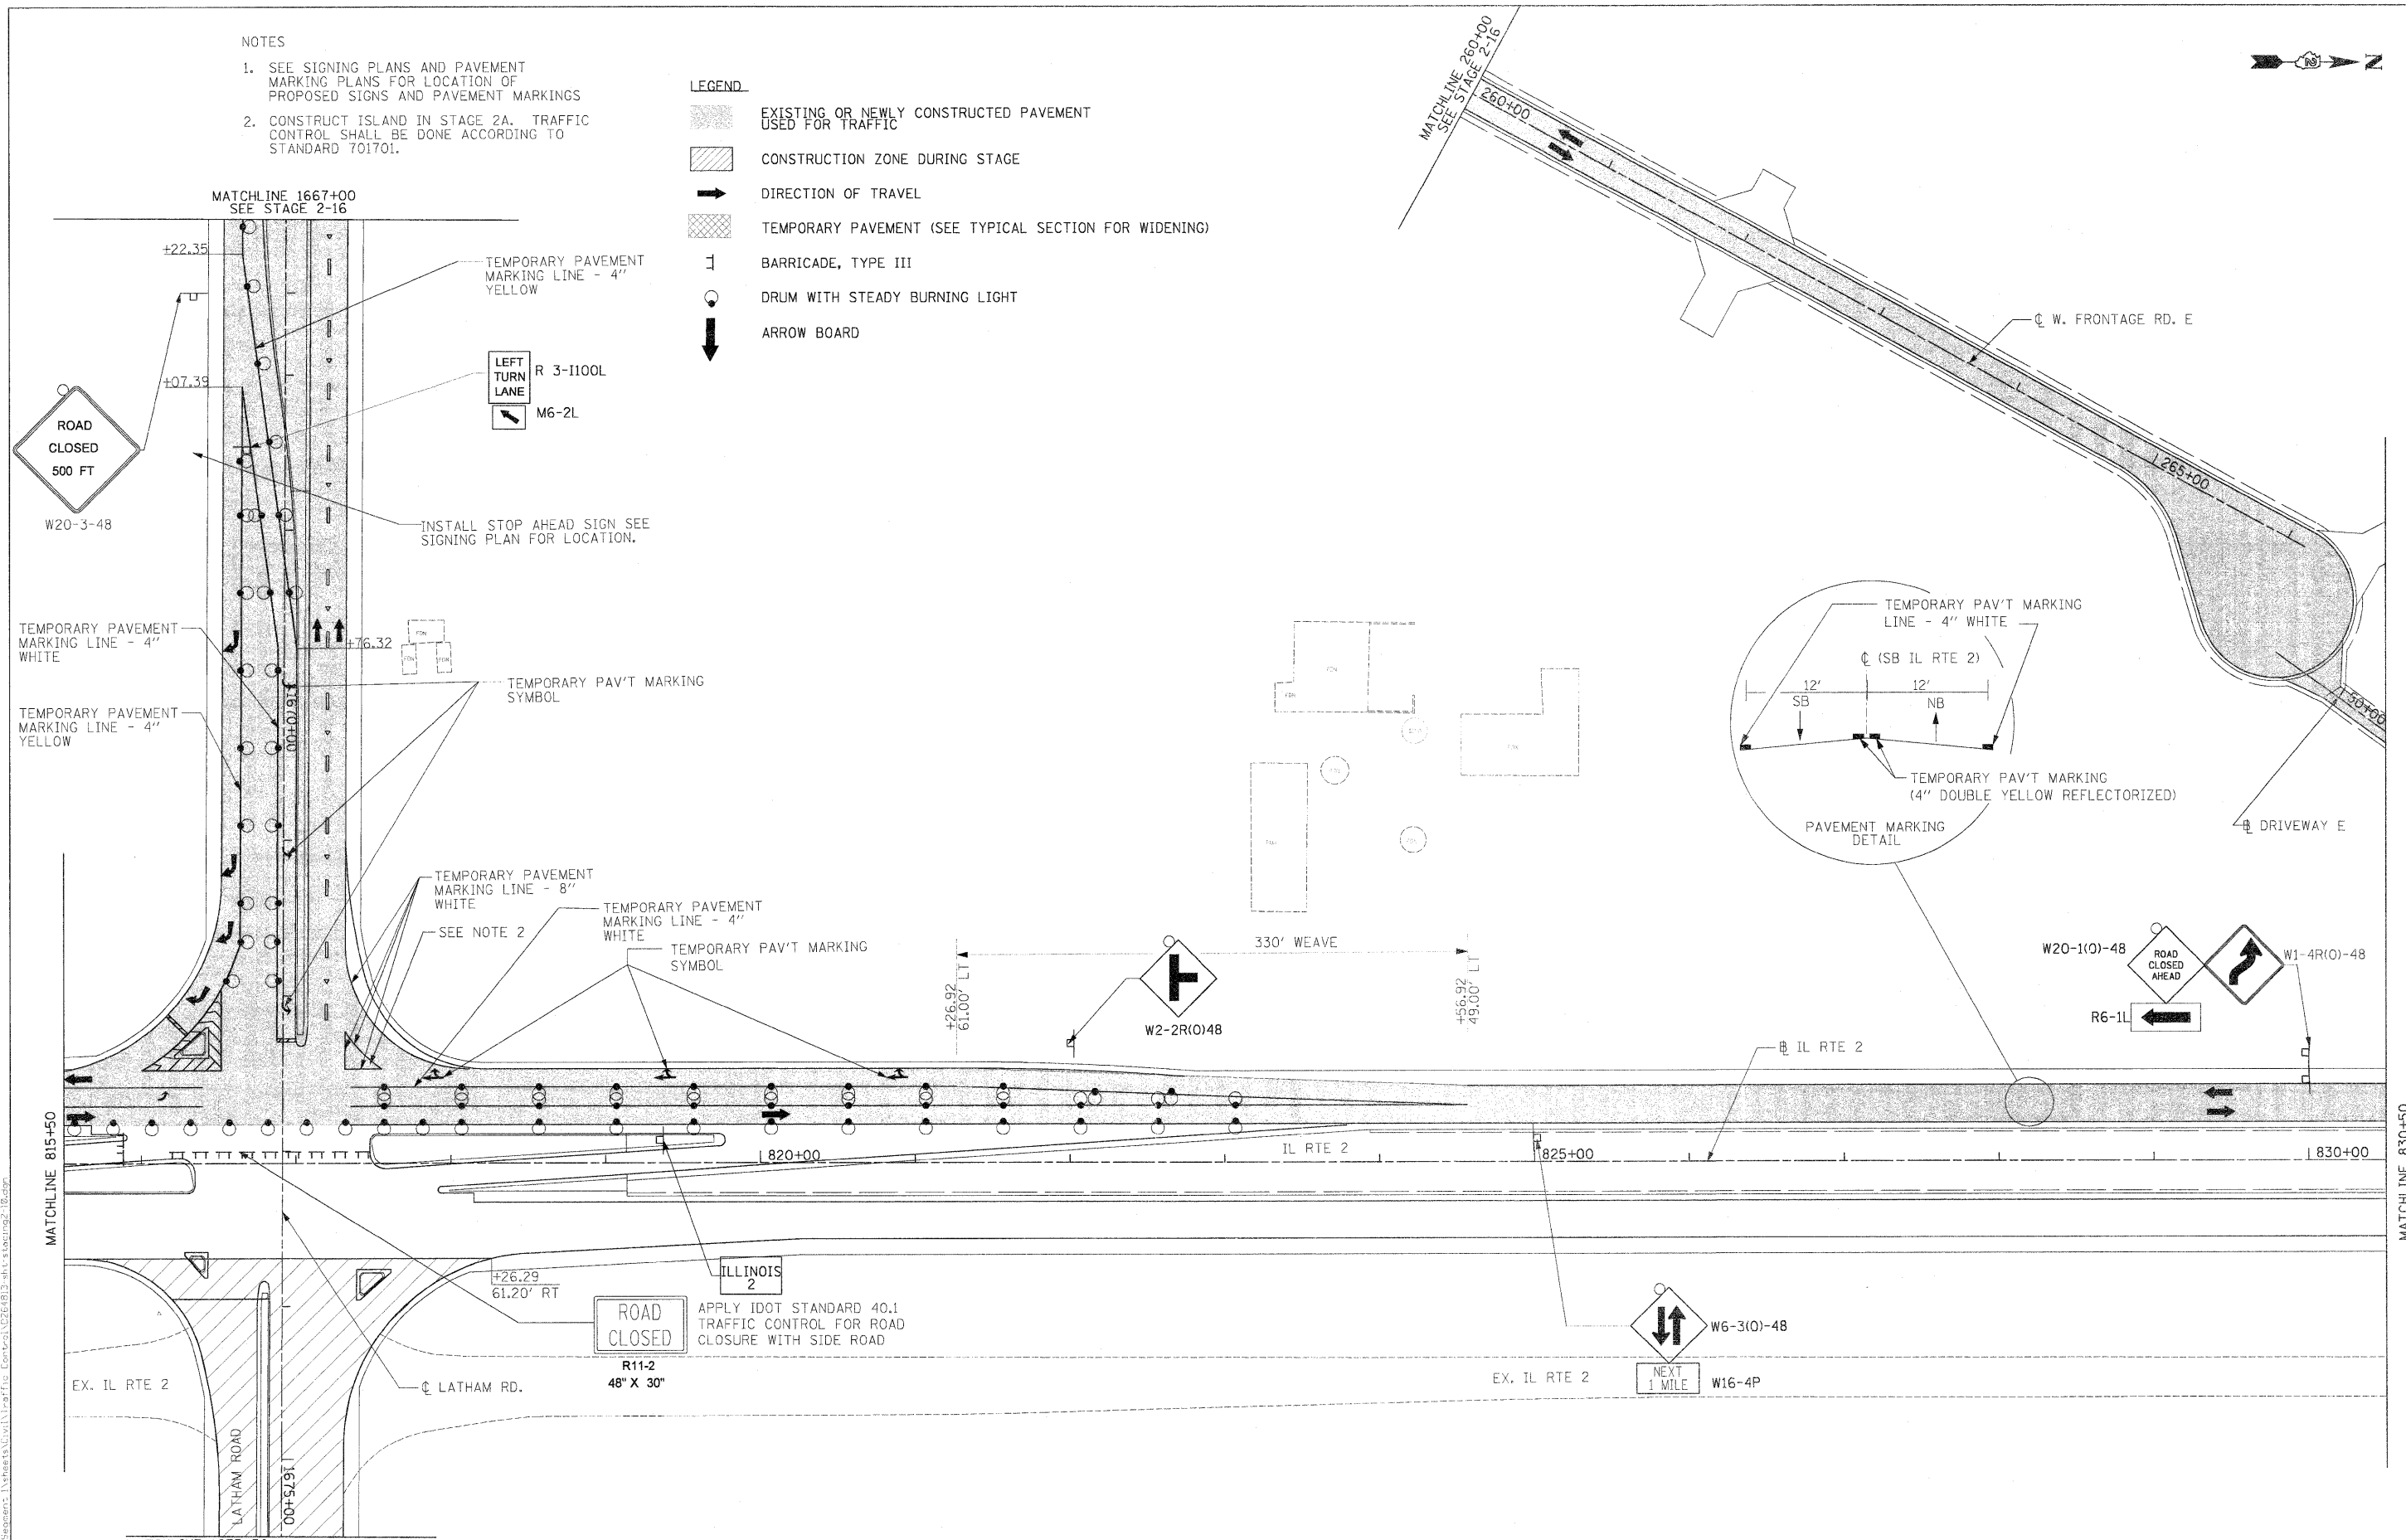 NOTES
1. SEE SIGNING PLANS AND PAVEMENT
MARKING PLANS FOR LOCATION OF
PROPOSED SIGNS AND PAVEMENT MARKINGS
2. CONSTRUCT ISLAND IN STAGE 2A. TRAFFIC
CONTROL SHALL BE DONE ACCORDING TO
STANDARD 701701.
LEGEND
EXISTING OR NEWLY CONSTRUCTED PAVEMENT
USED FOR TRAFFIC
CONSTRUCTION ZONE DURING STAGE
DIRECTION OF TRAVEL
TEMPORARY PAVEMENT (SEE TYPICAL SECTION FOR WIDENING)
BARRICADE, TYPE III
DRUM WITH STEADY BURNING LIGHT
ARROW BOARD
MATCHLINE 260+00
SEE STAGE 2-16
260+00
2
N
MATCHLINE 1667+00
SEE STAGE 2-16
+22.35
TEMPORARY PAVEMENT
MARKING LINE - 4"
YELLOW
+07.39
LEFT
TURN
LANE
R 3-I100L
M6-2L
ROAD
CLOSED
500 FT
W20-3-48
INSTALL STOP AHEAD SIGN SEE
SIGNING PLAN FOR LOCATION.
℄ W. FRONTAGE RD. E
265+00
TEMPORARY PAVEMENT
MARKING LINE - 4"
WHITE
+76.32
FDN
FDN
FDN
TEMPORARY PAV'T MARKING
SYMBOL
TEMPORARY PAVEMENT
MARKING LINE - 4"
YELLOW
1670+00
FDN
FDN
TEMPORARY PAV'T MARKING
LINE - 4" WHITE
℄ (SB IL RTE 2)
12'
12'
SB
NB
TEMPORARY PAV'T MARKING
(4" DOUBLE YELLOW REFLECTORIZED)
PAVEMENT MARKING
DETAIL
50+00
℄ DRIVEWAY E
TEMPORARY PAVEMENT
MARKING LINE - 8"
WHITE
SEE NOTE 2
TEMPORARY PAVEMENT
MARKING LINE - 4"
WHITE
TEMPORARY PAV'T MARKING
SYMBOL
330' WEAVE
+26.92
61.00' LT
+56.92
49.00' LT
W2-2R(O)48
W20-1(O)-48
ROAD
CLOSED
AHEAD
W1-4R(O)-48
R6-1L
℄ IL RTE 2
MATCHLINE 815+50
820+00
IL RTE 2
825+00
830+00
MATCHLINE 830+50
+26.29
61.20' RT
ILLINOIS
2
ROAD
CLOSED
R11-2
48" X 30"
APPLY IDOT STANDARD 40.1
TRAFFIC CONTROL FOR ROAD
CLOSURE WITH SIDE ROAD
W6-3(O)-48
NEXT
1 MILE
W16-4P
EX. IL RTE 2
℄ LATHAM RD.
EX. IL RTE 2
LATHAM ROAD
1675+00